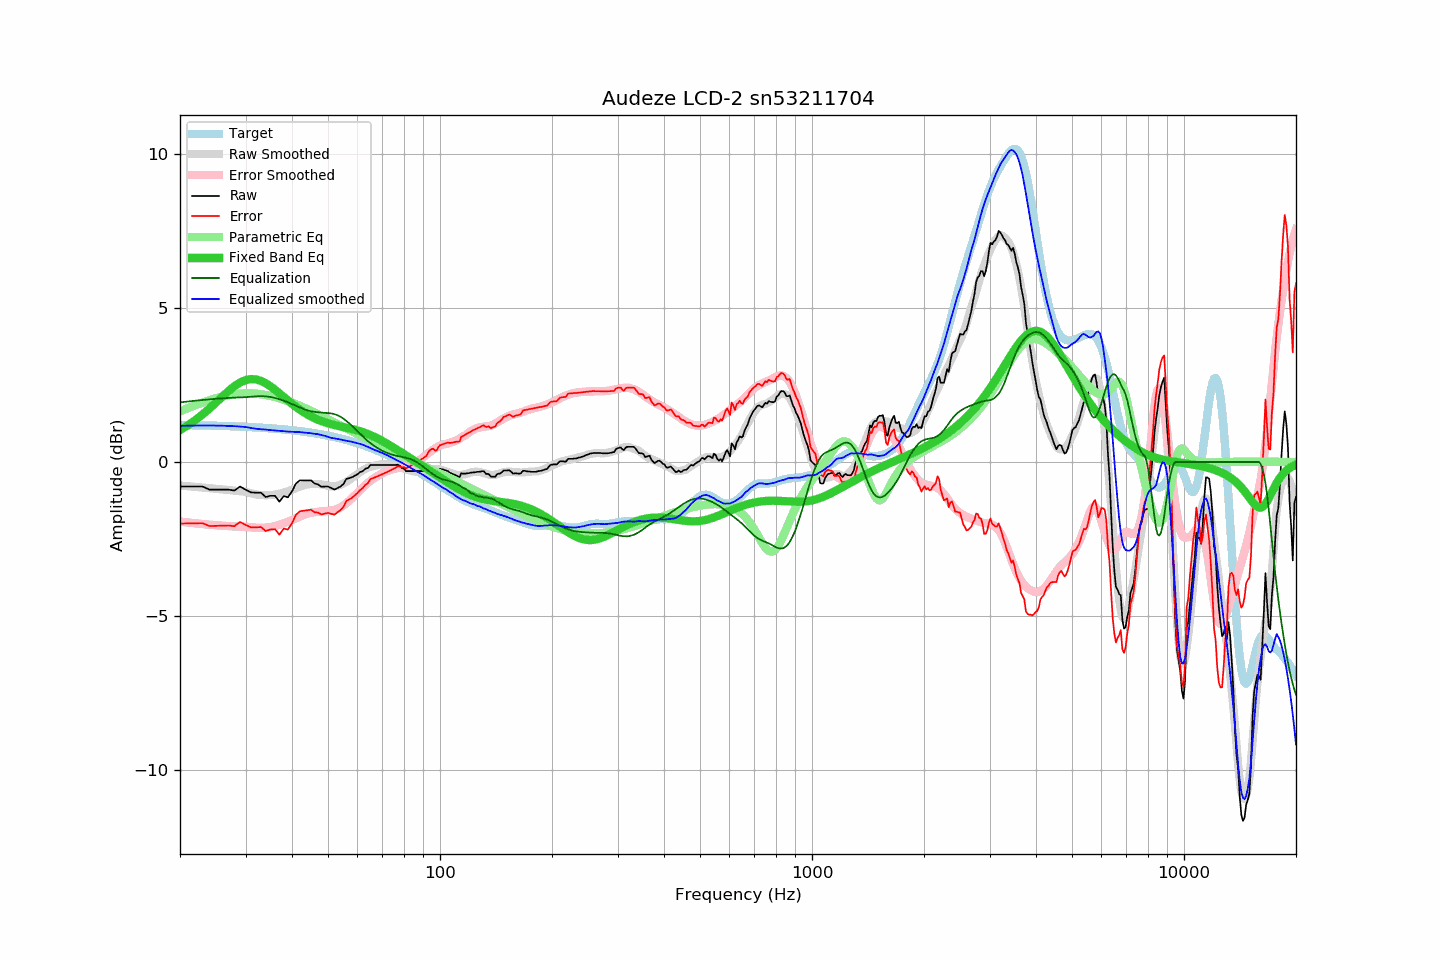 Audeze LCD-2 sn53211704
Target
Raw Smoothed
Error Smoothed
Raw
Error
Parametric Eq
Fixed Band Eq
Equalization
Equalized smoothed
10
5
0
−5
−10
Amplitude (dBr)
100
1000
10000
Frequency (Hz)